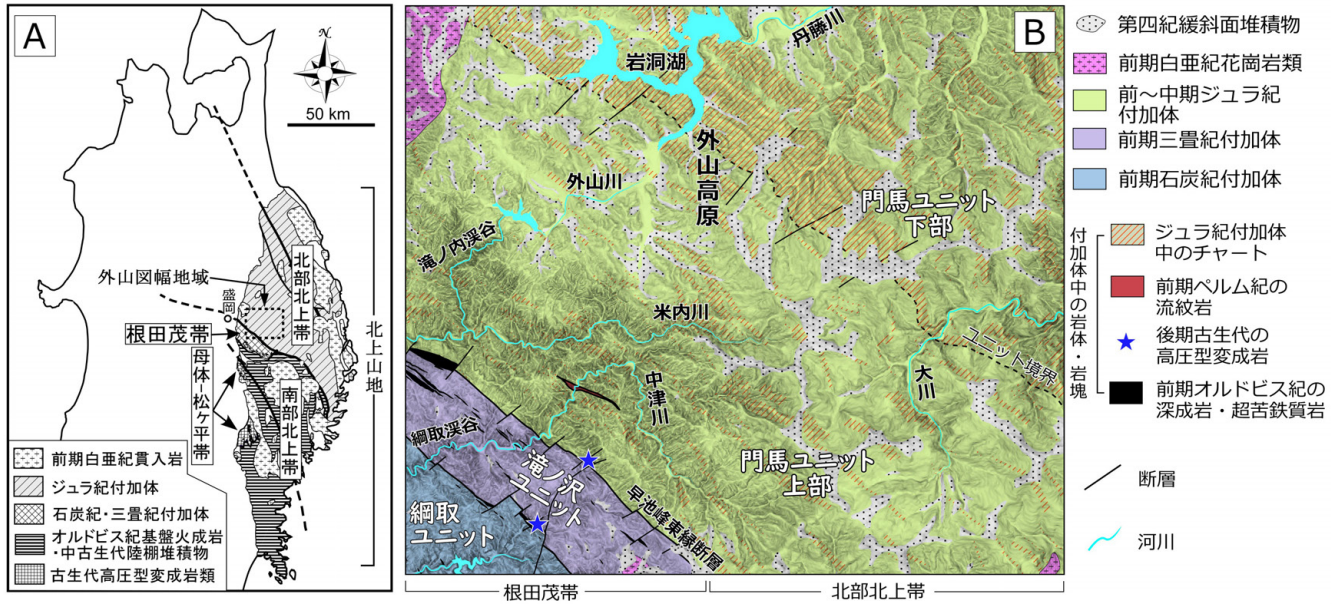 A
N
50 km
外山図幅地域
盛岡
根田茂帯
母体-松ケ平帯
北部北上帯
南部北上帯
北上山地
前期白亜紀貫入岩
ジュラ紀付加体
石炭紀・三畳紀付加体
オルドビス紀基盤火成岩
・中古生代陸棚堆積物
古生代高圧型変成岩類
B
岩洞湖
丹藤川
外山高原
外山川
滝ノ内渓谷
門馬ユニット
下部
米内川
中津川
大川
ユニット境界
綱取渓谷
滝ノ沢
ユニット
門馬ユニット
上部
綱取
ユニット
早池峰東縁断層
根田茂帯
北部北上帯
第四紀緩斜面堆積物
前期白亜紀花崗岩類
前〜中期ジュラ紀
付加体
前期三畳紀付加体
前期石炭紀付加体
付加体中の岩体・岩塊
ジュラ紀付加体
中のチャート
前期ペルム紀の
流紋岩
後期古生代の
高圧型変成岩
前期オルドビス紀の
深成岩・超苦鉄質岩
断層
河川